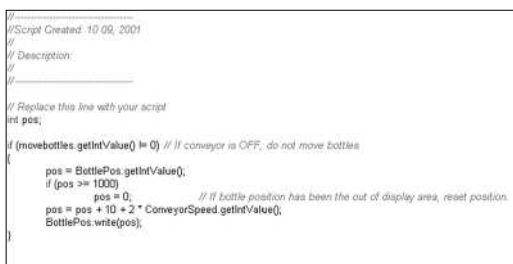 //--------------------------------
//Script Created: 10 09, 2001
//
// Description:
//
//--------------------------------
// Replace this line with your script
int pos;
if (movebottles.getIntValue() != 0) // If conveyor is OFF, do not move bottles
{
pos = BottlePos.getIntValue();
if (pos >= 1000)
pos = 0; // If bottle position has been the out of display area, reset position.
pos = pos + 10 + 2 * ConveyorSpeed.getIntValue();
BottlePos.write(pos);
}